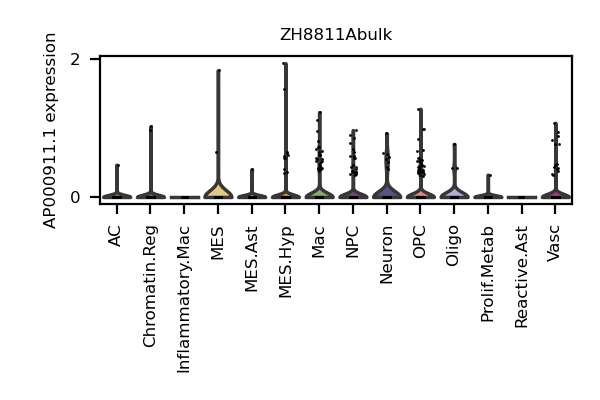 ZH8811Abulk
AP000911.1 expression
2
0
AC
Chromatin.Reg
Inflammatory.Mac
MES
MES.Ast
MES.Hyp
Mac
NPC
Neuron
OPC
Oligo
Prolif.Metab
Reactive.Ast
Vasc